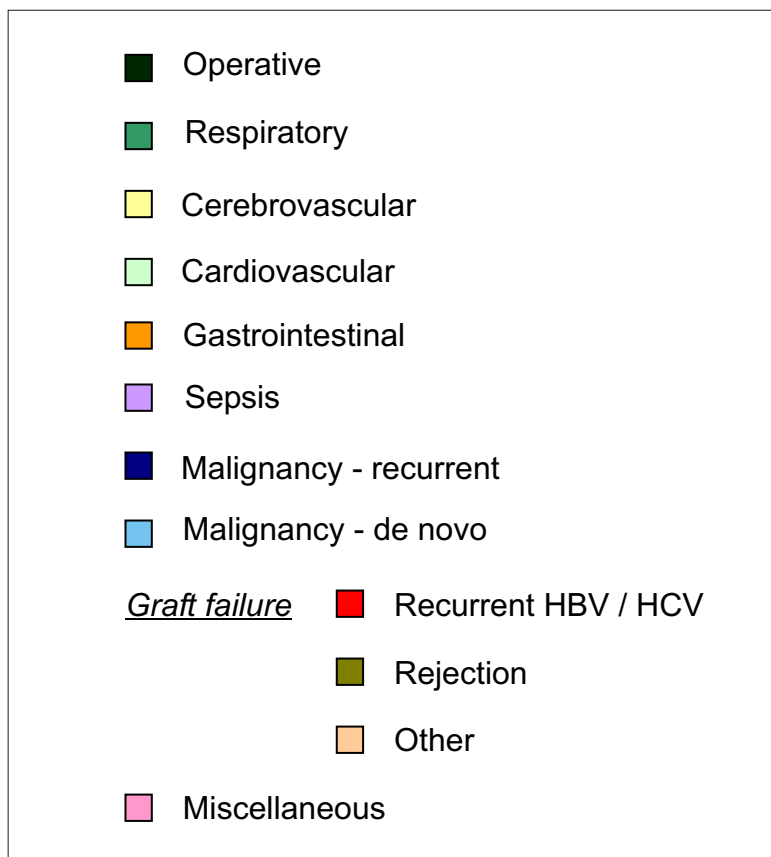 Operative
Respiratory
Cerebrovascular
Cardiovascular
Gastrointestinal
Sepsis
Malignancy - recurrent
Malignancy - de novo
Graft failure Recurrent HBV / HCV
Rejection
Other
Miscellaneous